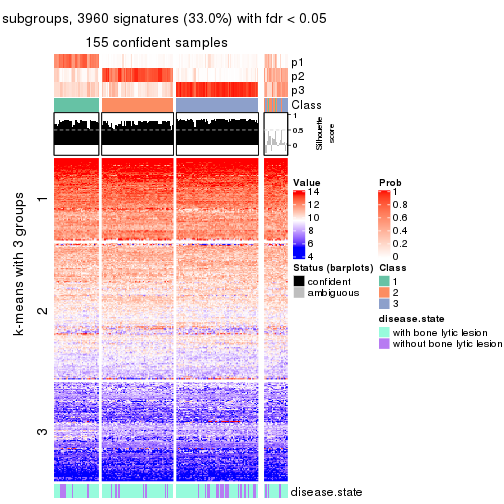 subgroups, 3960 signatures (33.0%) with fdr < 0.05
155 confident samples
p1
p2
p3
Class
1
0.5
0
Silhouette
score
k-means with 3 groups
1
2
3
Value
14
12
10
8
6
4
Prob
1
0.8
0.6
0.4
0.2
0
Status (barplots)
confident
ambiguous
Class
1
2
3
disease.state
with bone lytic lesion
without bone lytic lesion
disease.state